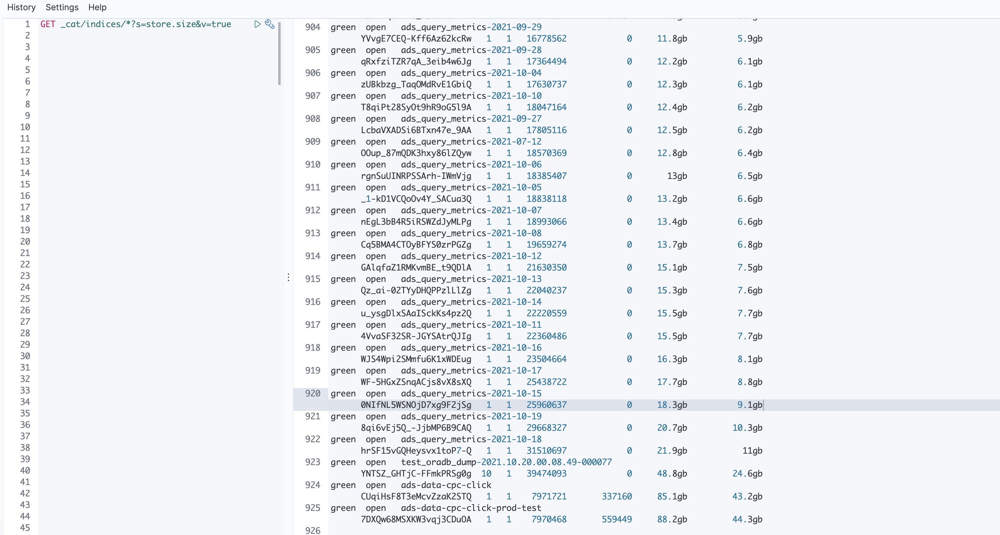 History Settings Help
1 GET _cat/indices/*?s=store.size&v=true
2
3
4
5
6
7
8
9
10
11
12
13
14
15
16
17
18
19
20
21
22
23
24
25
26
27
28
29
30
31
32
33
34
35
36
37
38
39
40
41
42
43
44
45
904 green open ads_query_metrics-2021-09-29
YVvgE7CEQ-Kff6Az62kcRw 1 1 16778562 0 11.8gb 5.9gb
905 green open ads_query_metrics-2021-09-28
qRxfziTZR7qA_3eib4w6Jg 1 1 17364494 0 12.2gb 6.1gb
906 green open ads_query_metrics-2021-10-04
zUBkbzg_TaqOMdRvE1GbiQ 1 1 17630737 0 12.3gb 6.1gb
907 green open ads_query_metrics-2021-10-10
T8qiPt28SyOt9hR9oG5l9A 1 1 18047164 0 12.4gb 6.2gb
908 green open ads_query_metrics-2021-09-27
LcbaVXADSi6BTxn47e_9AA 1 1 17805116 0 12.5gb 6.2gb
909 green open ads_query_metrics-2021-07-12
OOup_87mQDK3hxy86lZQyw 1 1 18570369 0 12.8gb 6.4gb
910 green open ads_query_metrics-2021-10-06
rgnSuUINRPSSArh-IWmVjg 1 1 18385407 0 13gb 6.5gb
911 green open ads_query_metrics-2021-10-05
_1-kD1VCQoOv4Y_SACua3Q 1 1 18838118 0 13.2gb 6.6gb
912 green open ads_query_metrics-2021-10-07
nEgL3bB4R5iRSWZdJyMLPg 1 1 18993066 0 13.4gb 6.6gb
913 green open ads_query_metrics-2021-10-08
Cq5BMA4CTOyBFYS0zrPGZg 1 1 19659274 0 13.7gb 6.8gb
914 green open ads_query_metrics-2021-10-12
GAlqfaZ1RMKvmBE_t9QDlA 1 1 21630350 0 15.1gb 7.5gb
915 green open ads_query_metrics-2021-10-13
Qz_ai-02TYyDHQPPzlLlZg 1 1 22040237 0 15.3gb 7.6gb
916 green open ads_query_metrics-2021-10-14
u_ysgDlxSAaISckKs4pz2Q 1 1 22220559 0 15.5gb 7.7gb
917 green open ads_query_metrics-2021-10-11
4VvaSF32SR-JGYSAtrQJIg 1 1 22360486 0 15.5gb 7.7gb
918 green open ads_query_metrics-2021-10-16
WJS4Wpi2SMmfu6K1xWDEug 1 1 23504664 0 16.3gb 8.1gb
919 green open ads_query_metrics-2021-10-17
WF-5HGxZSnqACjs8vX8sXQ 1 1 25438722 0 17.7gb 8.8gb
920 green open ads_query_metrics-2021-10-15
0NIfNL5WSNOjD7xg9F2jSg 1 1 25960637 0 18.3gb 9.1gb
921 green open ads_query_metrics-2021-10-19
8qi6vEj5Q_-JjbMP6B9CAQ 1 1 29668327 0 20.7gb 10.3gb
922 green open ads_query_metrics-2021-10-18
hrSF15vGQHeysvx1toP7-Q 1 1 31510697 0 21.9gb 11gb
923 green open test_oradb_dump-2021.10.20.00.08.49-000077
YNTSZ_GHTjC-FFmkPRSg0g 10 1 39474093 0 48.8gb 24.6gb
924 green open ads-data-cpc-click
CUqiHsF8T3eMcvZzaK2STQ 1 1 7971721 337160 85.1gb 43.2gb
925 green open ads-data-cpc-click-prod-test
7DXQw68MSXKW3vqj3CDuOA 1 1 7970468 559449 88.2gb 44.3gb
926